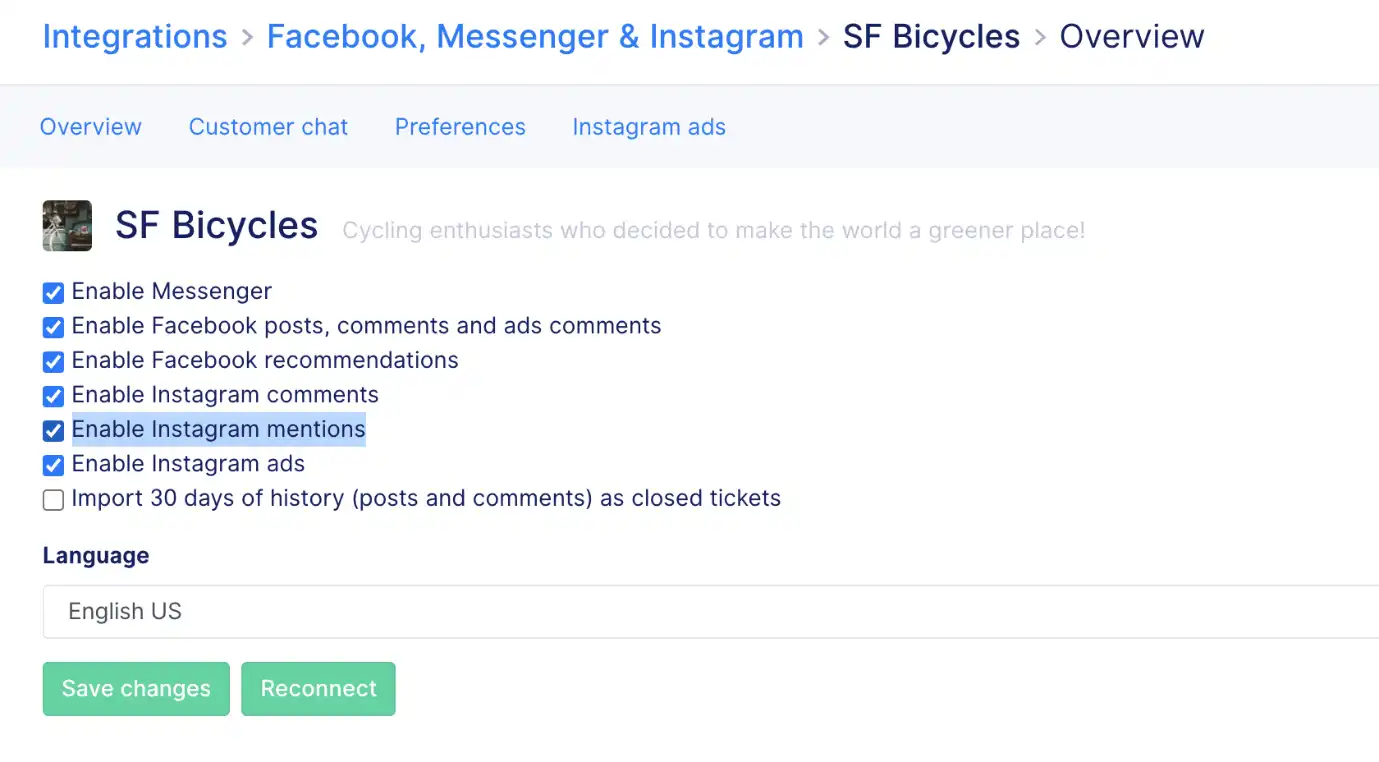 Integrations > Facebook, Messenger & Instagram > SF Bicycles > Overview
Overview Customer chat Preferences Instagram ads
SF Bicycles Cycling enthusiasts who decided to make the world a greener place!
Enable Messenger
Enable Facebook posts, comments and ads comments
Enable Facebook recommendations
Enable Instagram comments
Enable Instagram mentions
Enable Instagram ads
Import 30 days of history (posts and comments) as closed tickets
Language
English US
Save changes Reconnect